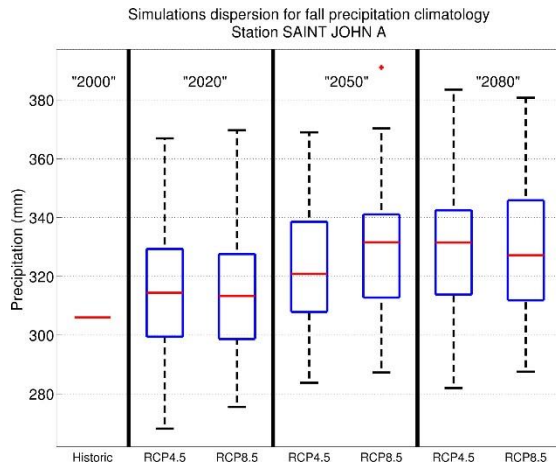 Simulations dispersion for fall precipitation climatology
Station SAINT JOHN A
"2000" "2020" "2050" "2080"
Precipitation (mm)
380
360
340
320
300
280
Historic RCP4.5 RCP8.5 RCP4.5 RCP8.5 RCP4.5 RCP8.5